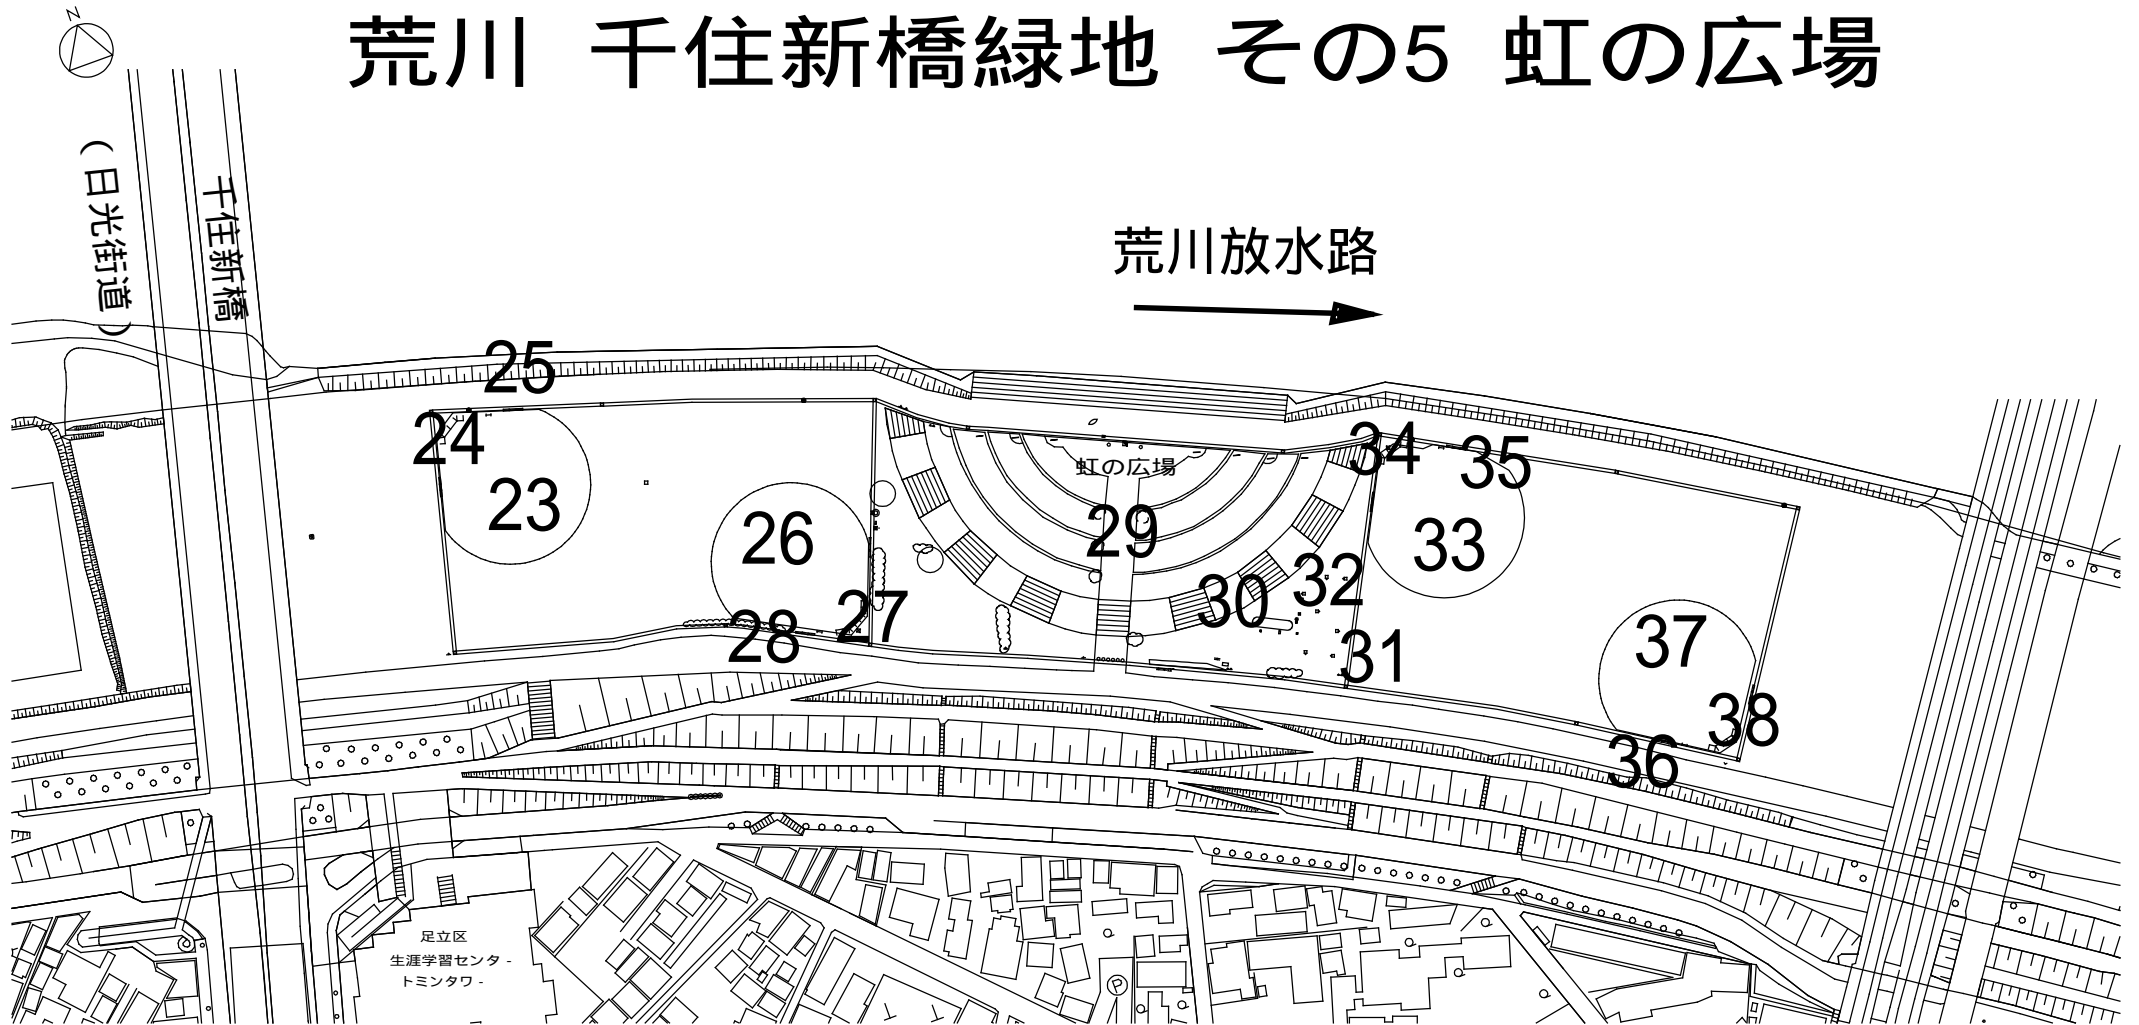 荒川 千住新橋緑地 その5 虹の広場
N
(日光街道)
千住新橋
荒川放水路
25
24
23
26
27
28
虹の広場
29
30
32
31
34
35
33
37
38
36
足立区
生涯学習センタ-
トミンタワ-
P